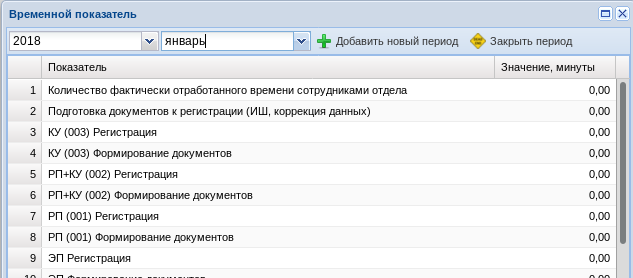 Временной показатель
2018 январь Добавить новый период Закрыть период
Показатель Значение, минуты
1 Количество фактически отработанного времени сотрудниками отдела 0,00
2 Подготовка документов к регистрации (ИШ, коррекция данных) 0,00
3 КУ (003) Регистрация 0,00
4 КУ (003) Формирование документов 0,00
5 РП+КУ (002) Регистрация 0,00
6 РП+КУ (002) Формирование документов 0,00
7 РП (001) Регистрация 0,00
8 РП (001) Формирование документов 0,00
9 ЭП Регистрация 0,00
10 ЭП Формирование документов